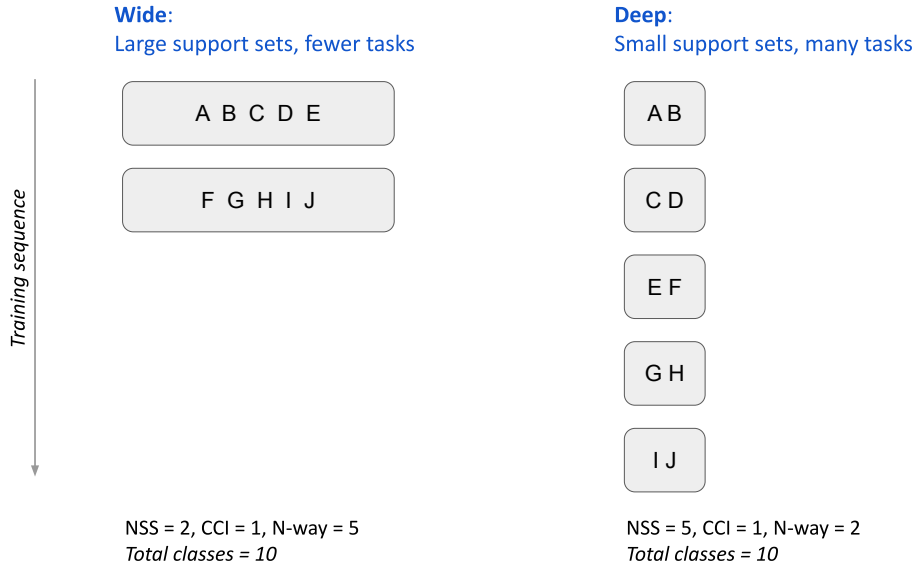 Wide:
Large support sets, fewer tasks
A B C D E
F G H I J
NSS = 2, CCI = 1, N-way = 5
Total classes = 10
Deep:
Small support sets, many tasks
A B
C D
E F
G H
I J
NSS = 5, CCI = 1, N-way = 2
Total classes = 10
Training sequence